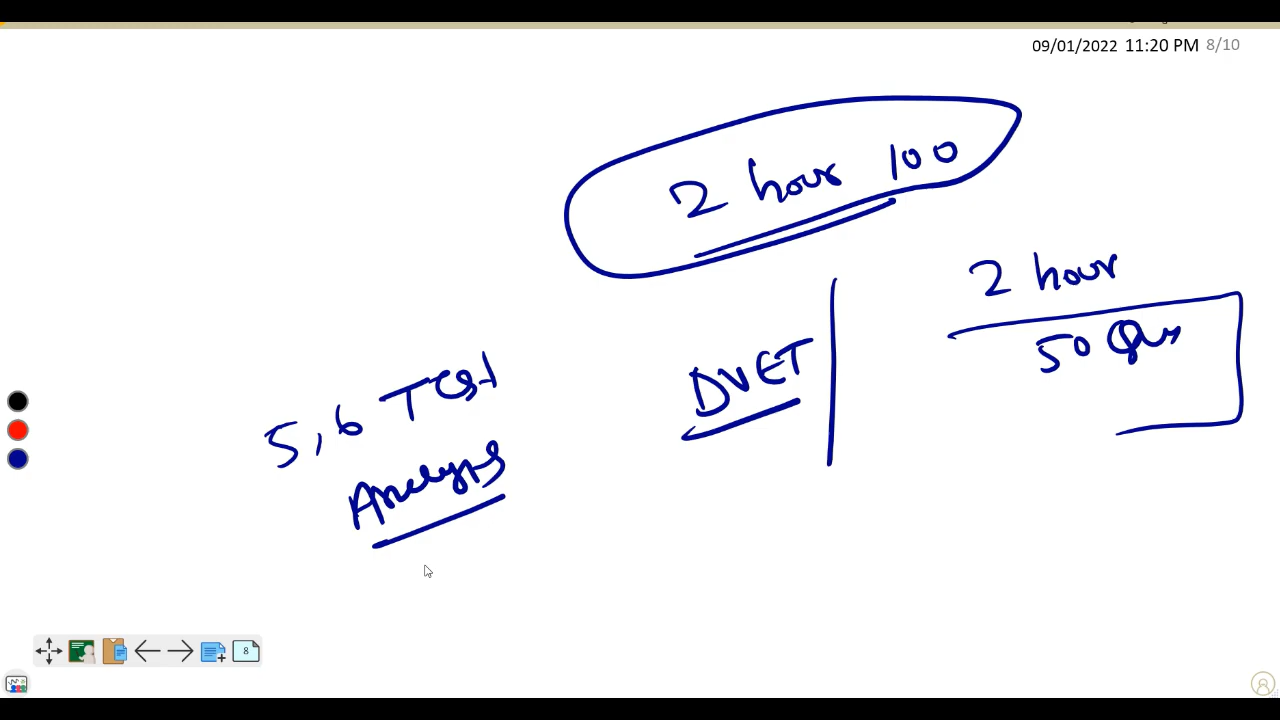 09/01/2022 11:20 PM 8/10
2 hour 100
2 hour
50 Qus
DVET
5, 6 Test
Analysis
8